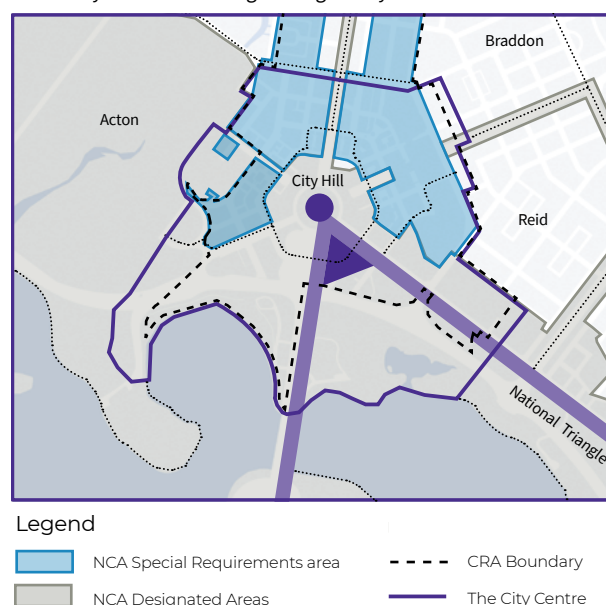 Braddon
Acton
City Hill
Reid
National Triangle
Legend
NCA Special Requirements area
CRA Boundary
NCA Designated Areas
The City Centre